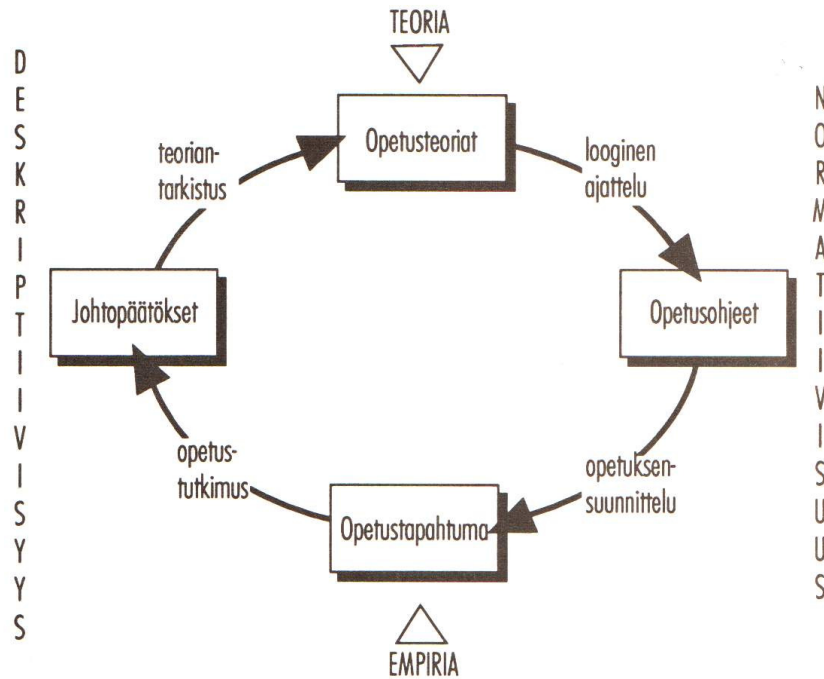 TEORIA
DESKRIPTIIVISYYS
NORMATIIVISUUS
Opetusteoriat
teorian-
tarkistus
looginen
ajattelu
Johtopäätökset
Opetusohjeet
opetus-
tutkimus
opetuksen-
suunnittelu
Opetustapahtuma
EMPIRIA